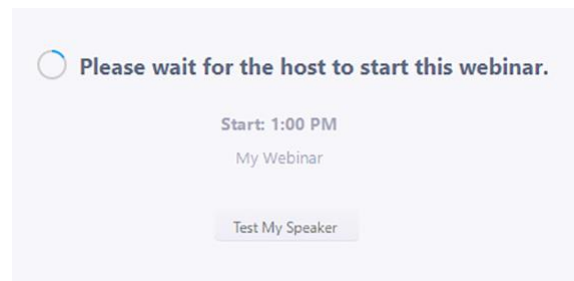 Please wait for the host to start this webinar.
Start: 1:00 PM
My Webinar
Test My Speaker